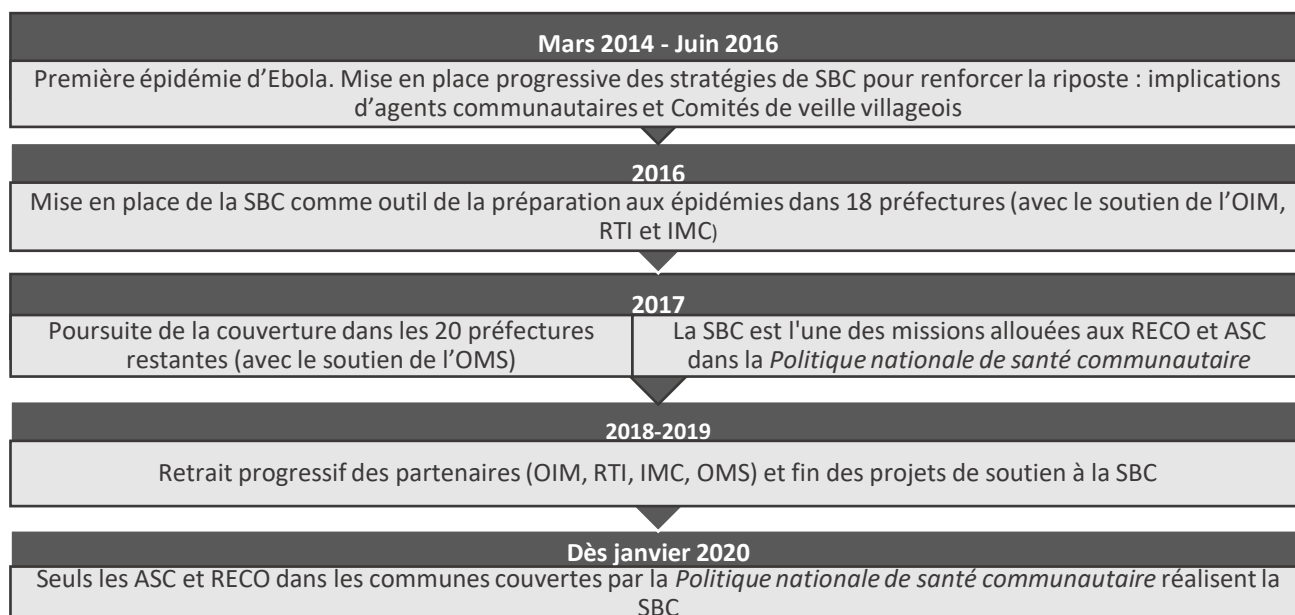 Mars 2014 - Juin 2016
Première épidémie d’Ebola. Mise en place progressive des stratégies de SBC pour renforcer la riposte : implications
d’agents communautaires et Comités de veille villageois
2016
Mise en place de la SBC comme outil de la préparation aux épidémies dans 18 préfectures (avec le soutien de l’OIM,
RTI et IMC)
2017
Poursuite de la couverture dans les 20 préfectures
restantes (avec le soutien de l’OMS)
La SBC est l'une des missions allouées aux RECO et ASC
dans la Politique nationale de santé communautaire
2018-2019
Retrait progressif des partenaires (OIM, RTI, IMC, OMS) et fin des projets de soutien à la SBC
Dès janvier 2020
Seuls les ASC et RECO dans les communes couvertes par la Politique nationale de santé communautaire réalisent la
SBC